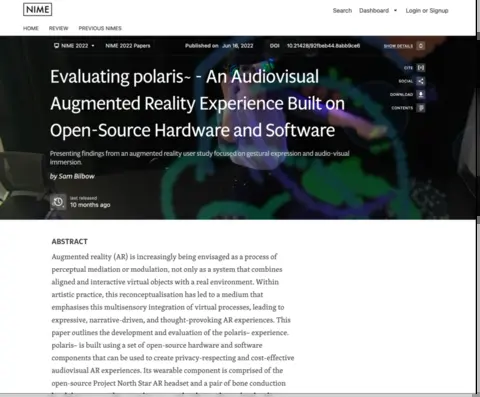 NIME
Search Dashboard Login or Signup
HOME REVIEW PREVIOUS NIMES
NIME 2022 NIME 2022 Papers Published on Jun 16, 2022 DOI 10.21428/92fbeb44.8abb9ce6 SHOW DETAILS
CITE
SOCIAL
DOWNLOAD
CONTENTS
Evaluating polaris~ - An Audiovisual
Augmented Reality Experience Built on
Open-Source Hardware and Software
Presenting findings from an augmented reality user study focused on gestural expression and audio-visual
immersion.
by Sam Bilbow
last released
10 months ago
ABSTRACT
Augmented reality (AR) is increasingly being envisaged as a process of
perceptual mediation or modulation, not only as a system that combines
aligned and interactive virtual objects with a real environment. Within
artistic practice, this reconceptualisation has led to a medium that
emphasises this multisensory integration of virtual processes, leading to
expressive, narrative-driven, and thought-provoking AR experiences. This
paper outlines the development and evaluation of the polaris~ experience.
polaris~ is built using a set of open-source hardware and software
components that can be used to create privacy-respecting and cost-effective
audiovisual AR experiences. Its wearable component is comprised of the
open-source Project North Star AR headset and a pair of bone conduction